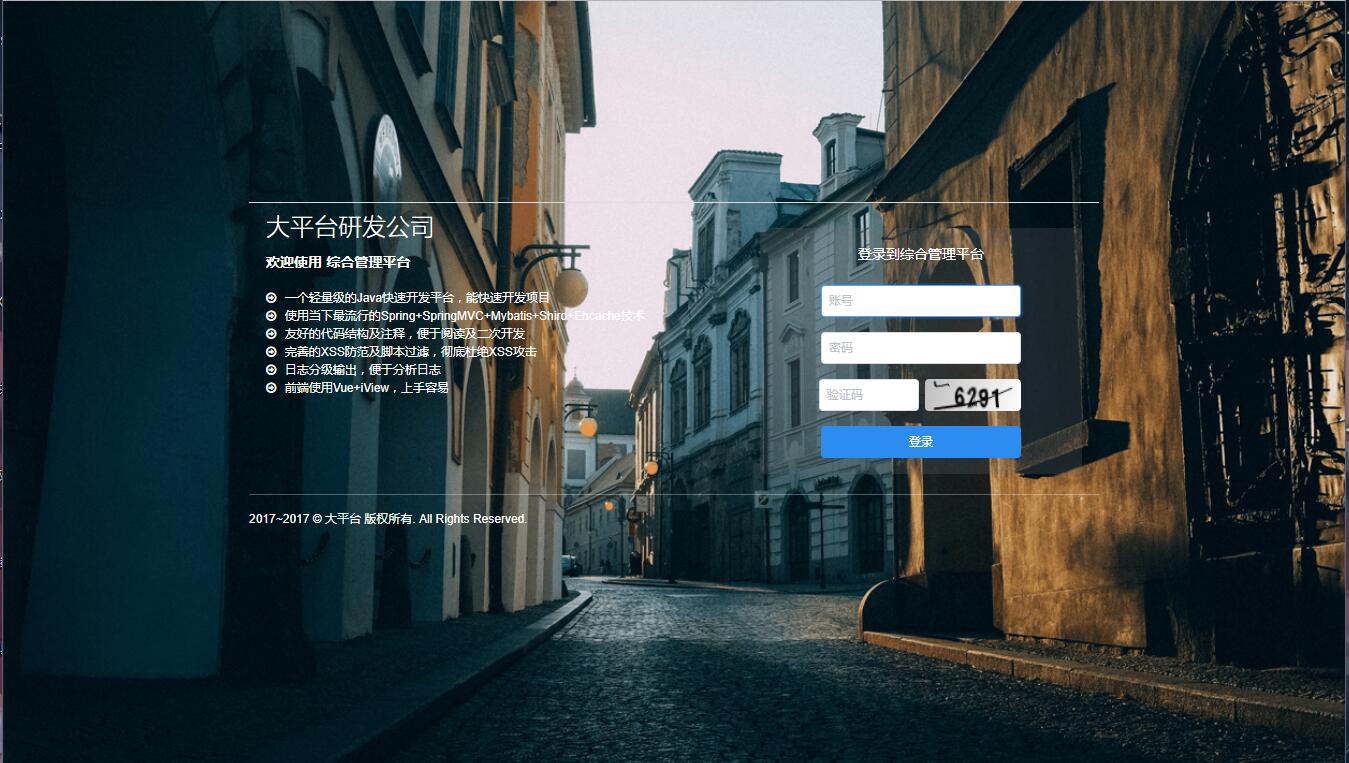 大平台研发公司
欢迎使用 综合管理平台
一个轻量级的Java快速开发平台，能快速开发项目
使用当下最流行的Spring+SpringMVC+Mybatis+Shiro+Ehcache技术
友好的代码结构及注释，便于阅读及二次开发
完善的XSS防范及脚本过滤，彻底杜绝XSS攻击
日志分级输出，便于分析日志
前端使用Vue+iView，上手容易
登录到综合管理平台
账号
密码
验证码 6291
登录
2017~2017 © 大平台 版权所有. All Rights Reserved.